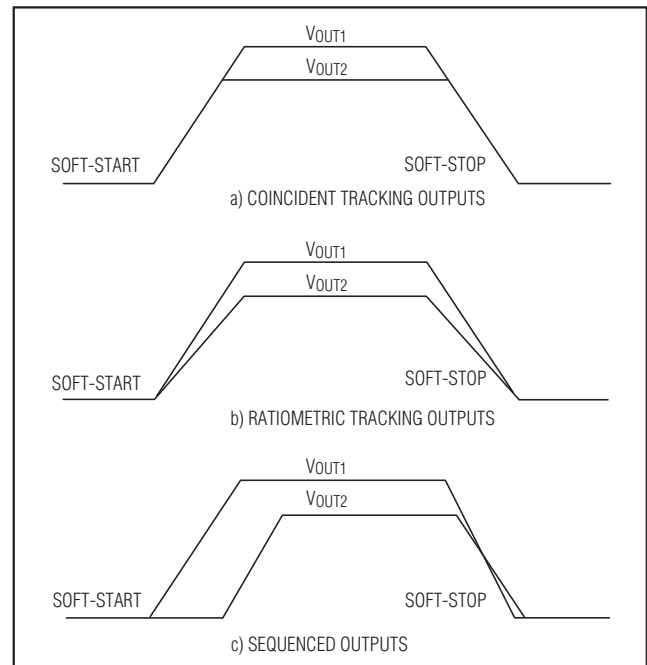 VOUT1
VOUT2
SOFT-START
SOFT-STOP
a) COINCIDENT TRACKING OUTPUTS
VOUT1
VOUT2
SOFT-START
SOFT-STOP
b) RATIOMETRIC TRACKING OUTPUTS
VOUT1
VOUT2
SOFT-START
SOFT-STOP
c) SEQUENCED OUTPUTS